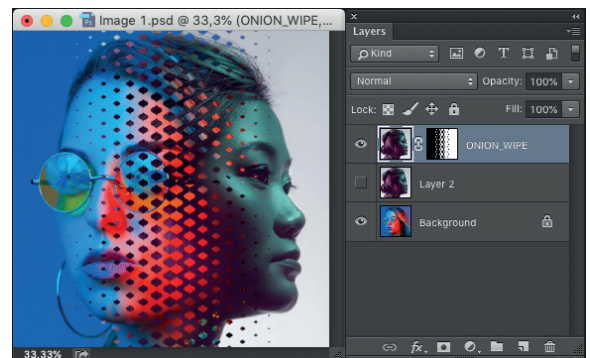 Image 1.psd @ 33,3% (ONION_WIPE,...
33.33%
Layers
Kind
Normal
Opacity: 100%
Lock:
Fill: 100%
ONION_WIPE
Layer 2
Background
fx